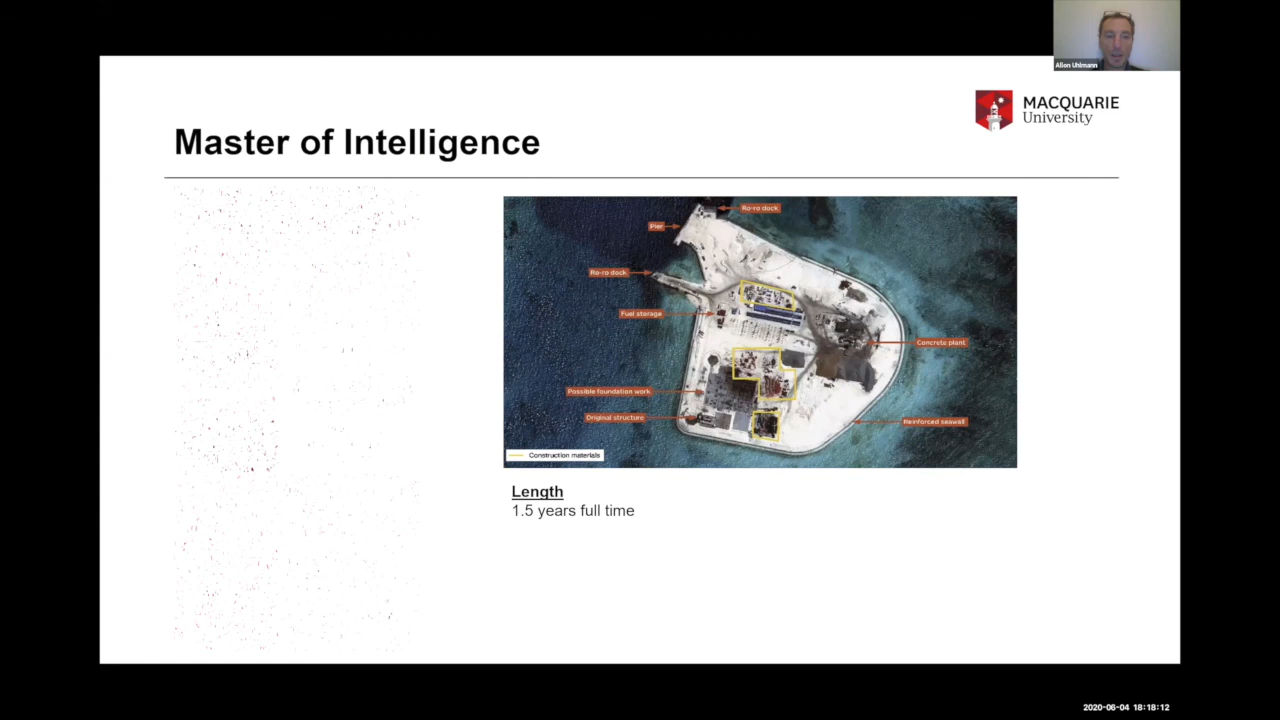 Allon Uhlmann
MACQUARIE
University
Master of Intelligence
Ro-ro dock
Pier
Ro-ro dock
Fuel storage
Concrete plant
Possible foundation work
Original structure
Reinforced seawall
Construction materials
Length
1.5 years full time
2020-06-04 18:18:12